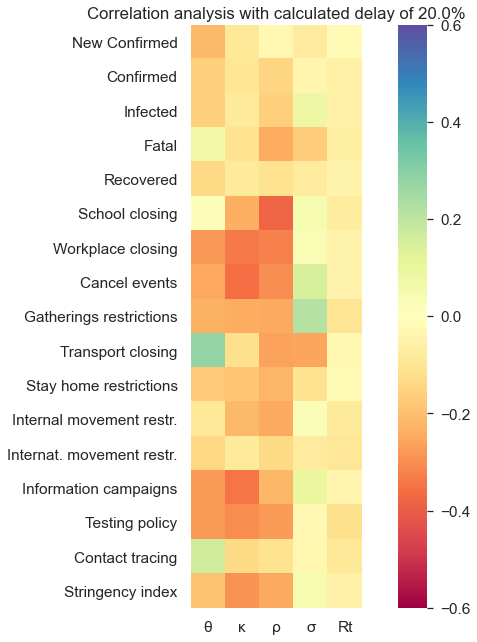 Correlation analysis with calculated delay of 20.0%
New Confirmed
Confirmed
Infected
Fatal
Recovered
School closing
Workplace closing
Cancel events
Gatherings restrictions
Transport closing
Stay home restrictions
Internal movement restr.
Internat. movement restr.
Information campaigns
Testing policy
Contact tracing
Stringency index
θ κ ρ σ Rt
0.6
0.4
0.2
0.0
−0.2
−0.4
−0.6